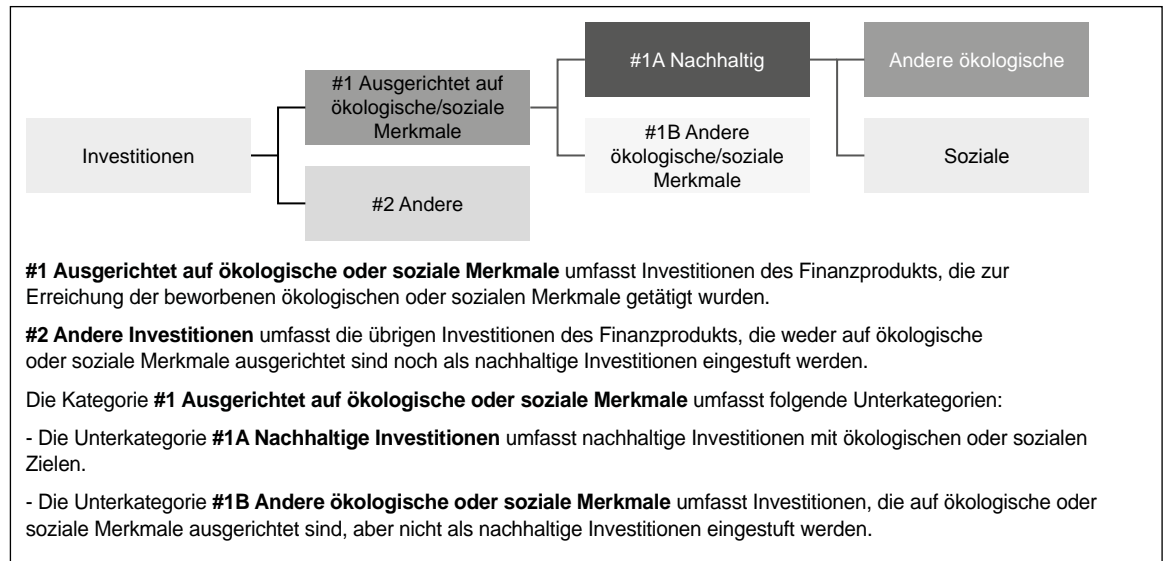 Investitionen
#1 Ausgerichtet auf
ökologische/soziale
Merkmale
#2 Andere
#1A Nachhaltig
#1B Andere
ökologische/soziale
Merkmale
Andere ökologische
Soziale
#1 Ausgerichtet auf ökologische oder soziale Merkmale umfasst Investitionen des Finanzprodukts, die zur
Erreichung der beworbenen ökologischen oder sozialen Merkmale getätigt wurden.
#2 Andere Investitionen umfasst die übrigen Investitionen des Finanzprodukts, die weder auf ökologische
oder soziale Merkmale ausgerichtet sind noch als nachhaltige Investitionen eingestuft werden.
Die Kategorie #1 Ausgerichtet auf ökologische oder soziale Merkmale umfasst folgende Unterkategorien:
- Die Unterkategorie #1A Nachhaltige Investitionen umfasst nachhaltige Investitionen mit ökologischen oder sozialen
Zielen.
- Die Unterkategorie #1B Andere ökologische oder soziale Merkmale umfasst Investitionen, die auf ökologische oder
soziale Merkmale ausgerichtet sind, aber nicht als nachhaltige Investitionen eingestuft werden.